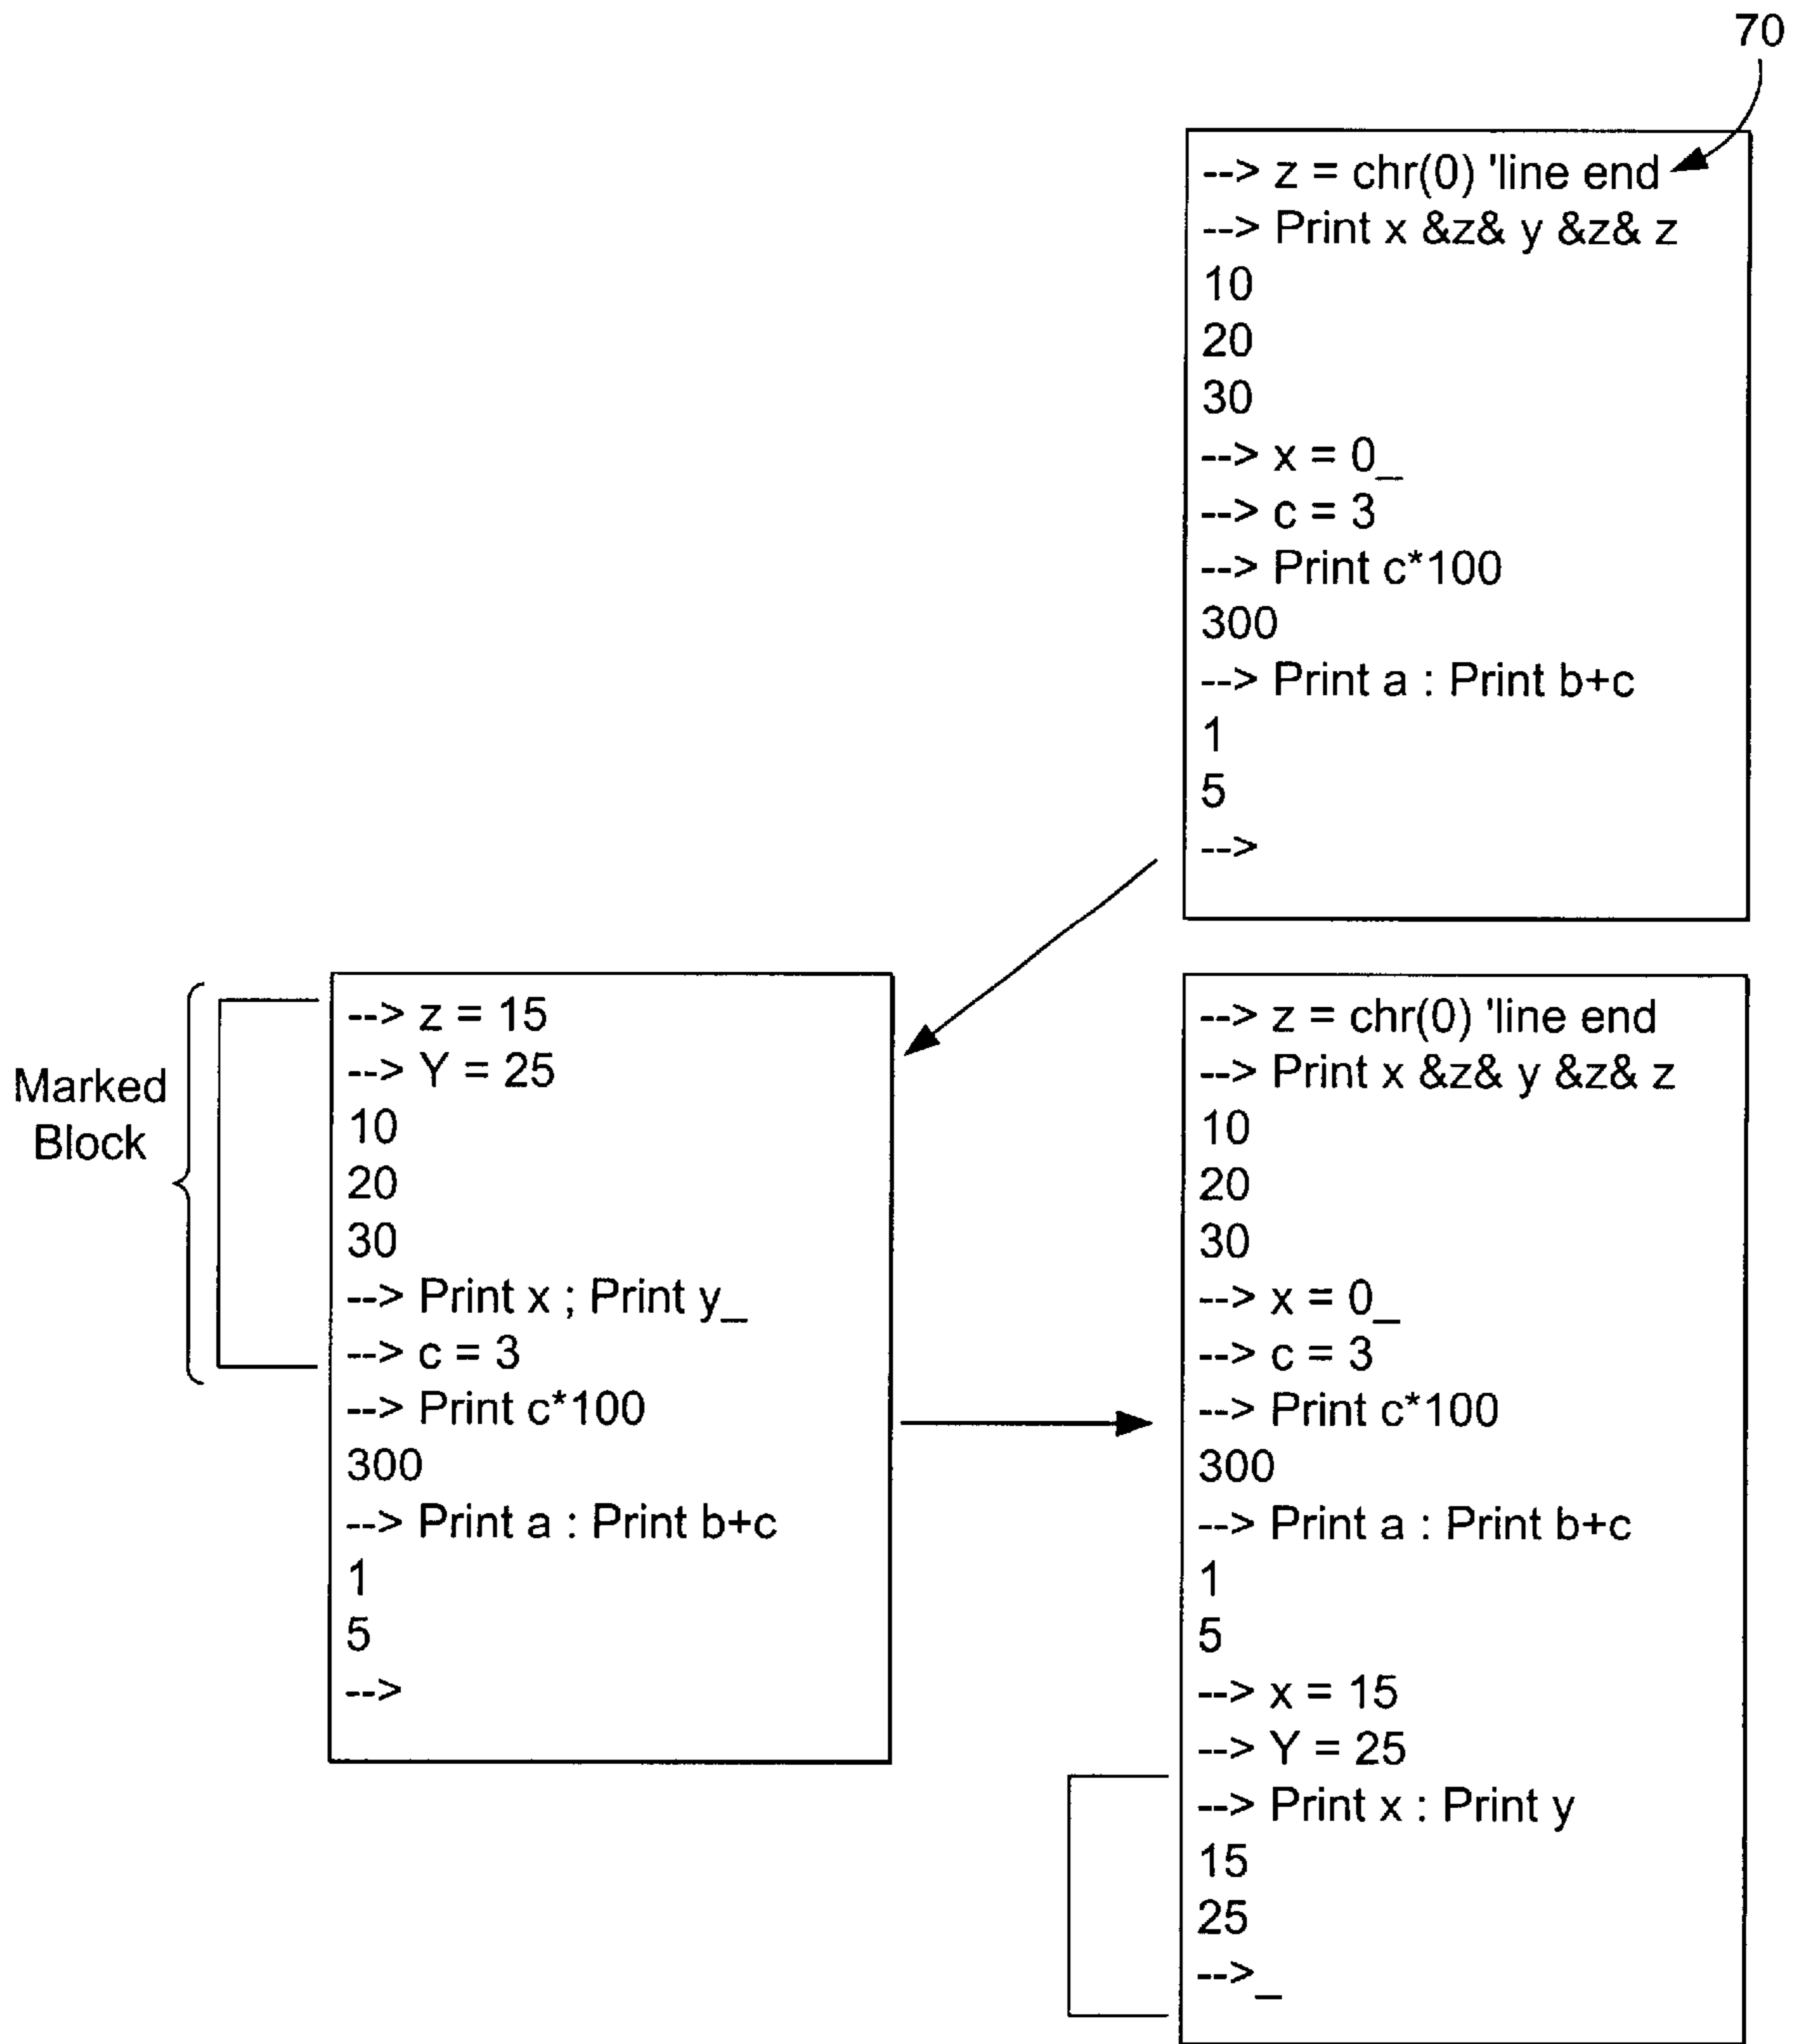 70
--> z = chr(0) 'line end
--> Print x &z& y &z& z
10
20
30
--> x = 0_
--> c = 3
--> Print c*100
300
--> Print a : Print b+c
1
5
-->
Marked
Block
--> z = 15
--> Y = 25
10
20
30
--> Print x ; Print y_
--> c = 3
--> Print c*100
300
--> Print a : Print b+c
1
5
-->
--> z = chr(0) 'line end
--> Print x &z& y &z& z
10
20
30
--> x = 0_
--> c = 3
--> Print c*100
300
--> Print a : Print b+c
1
5
--> x = 15
--> Y = 25
--> Print x : Print y
15
25
-->_